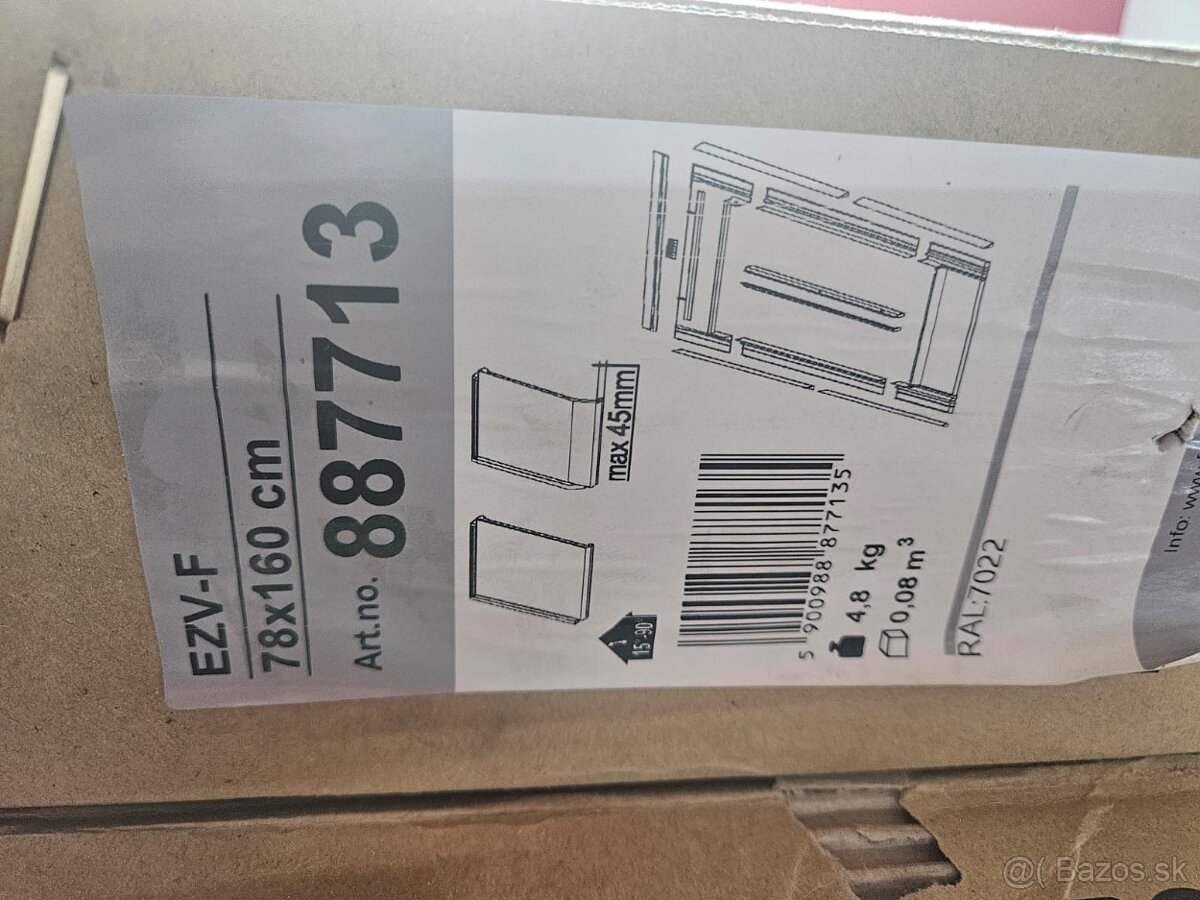 EZV-F
78x160 cm
Art.no. 887713
max 45mm
15°-90°
5 900988 877135
4,8 kg
0,08 m³
RAL:7022
Info: www
@( Bazos.sk